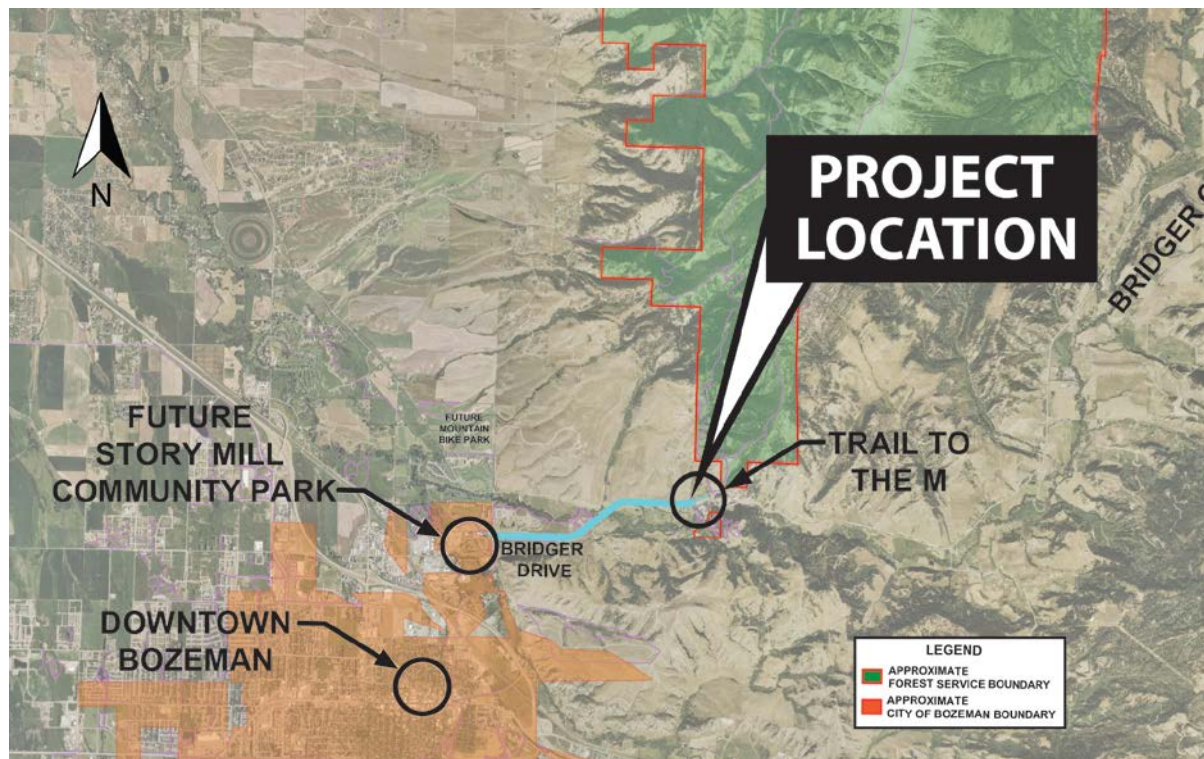 N
PROJECT
LOCATION
BRIDGER
FUTURE
STORY MILL
COMMUNITY PARK
FUTURE
MOUNTAIN
BIKE PARK
TRAIL TO
THE M
BRIDGER
DRIVE
DOWNTOWN
BOZEMAN
LEGEND
APPROXIMATE
FOREST SERVICE BOUNDARY
APPROXIMATE
CITY OF BOZEMAN BOUNDARY